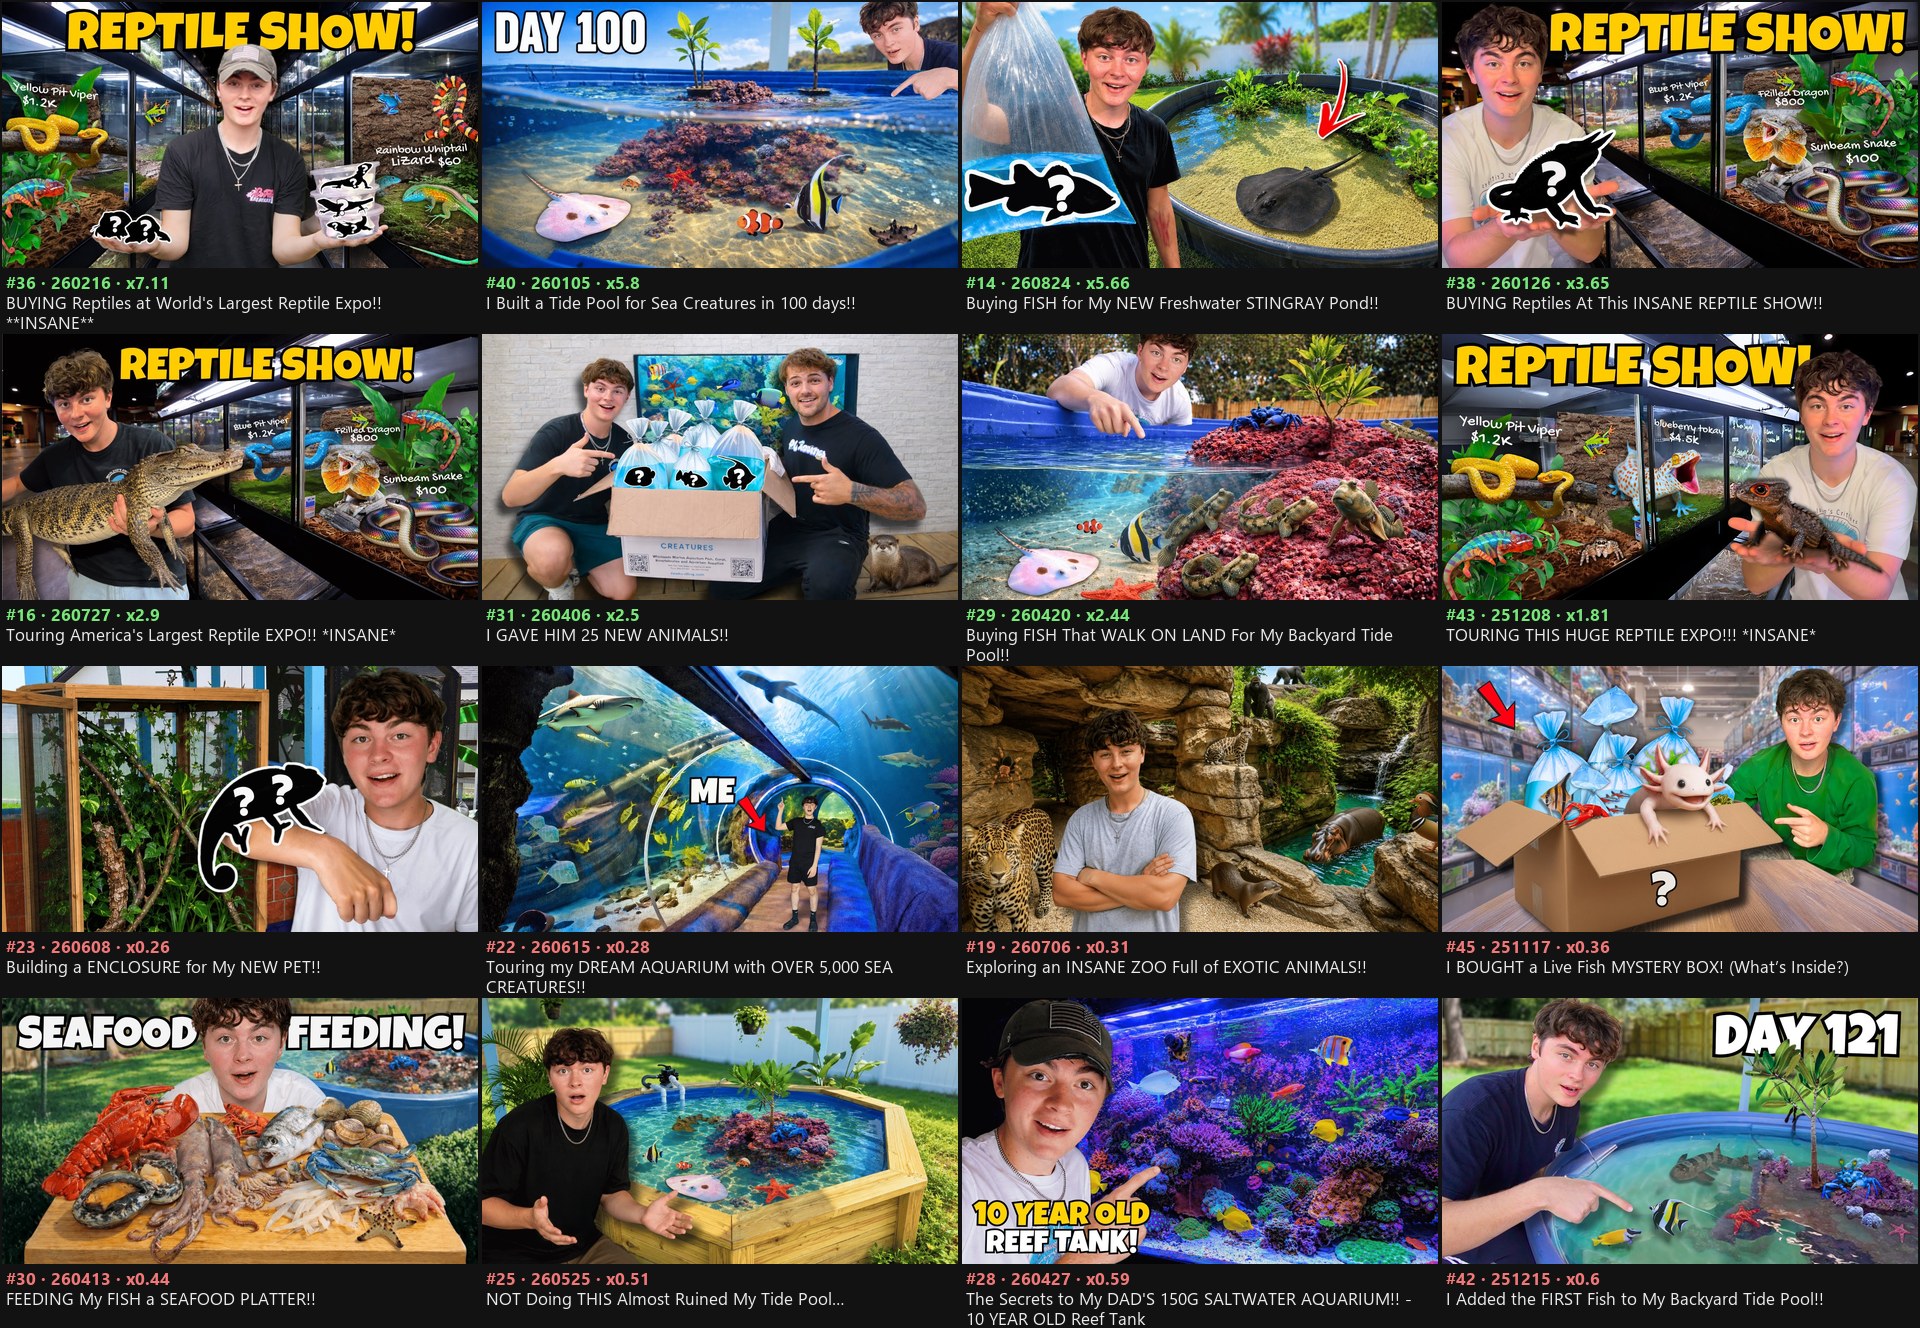 REPTILE SHOW!
Yellow Pit Viper
$1.2K
Rainbow Whiptail
Lizard $60
? ?
?
?
?
#36 · 260216 · x7.11
BUYING Reptiles at World's Largest Reptile Expo!!
**INSANE**
DAY 100
#40 · 260105 · x5.8
I Built a Tide Pool for Sea Creatures in 100 days!!
?
#14 · 260824 · x5.66
Buying FISH for My NEW Freshwater STINGRAY Pond!!
REPTILE SHOW!
Blue Pit Viper
$1.2K
FRilled Dragon
$800
Sunbeam Snake
$100
?
#38 · 260126 · x3.65
BUYING Reptiles At This INSANE REPTILE SHOW!!
REPTILE SHOW!
Blue Pit Viper
$1.2K
FRilled Dragon
$800
Sunbeam Snake
$100
#16 · 260727 · x2.9
Touring America's Largest Reptile EXPO!! *INSANE*
? ? ?
CREATURES
#31 · 260406 · x2.5
I GAVE HIM 25 NEW ANIMALS!!
#29 · 260420 · x2.44
Buying FISH That WALK ON LAND For My Backyard Tide
Pool!!
REPTILE SHOW!
Yellow Pit Viper
$1.2K
blueberry tokay
$4.5k
#43 · 251208 · x1.81
TOURING THIS HUGE REPTILE EXPO!!! *INSANE*
? ?
#23 · 260608 · x0.26
Building a ENCLOSURE for My NEW PET!!
ME
#22 · 260615 · x0.28
Touring my DREAM AQUARIUM with OVER 5,000 SEA
CREATURES!!
#19 · 260706 · x0.31
Exploring an INSANE ZOO Full of EXOTIC ANIMALS!!
?
#45 · 251117 · x0.36
I BOUGHT a Live Fish MYSTERY BOX! (What's Inside?)
SEAFOOD FEEDING!
#30 · 260413 · x0.44
FEEDING My FISH a SEAFOOD PLATTER!!
#25 · 260525 · x0.51
NOT Doing THIS Almost Ruined My Tide Pool...
10 YEAR OLD
REEF TANK!
#28 · 260427 · x0.59
The Secrets to My DAD'S 150G SALTWATER AQUARIUM!! -
10 YEAR OLD Reef Tank
DAY 121
#42 · 251215 · x0.6
I Added the FIRST Fish to My Backyard Tide Pool!!